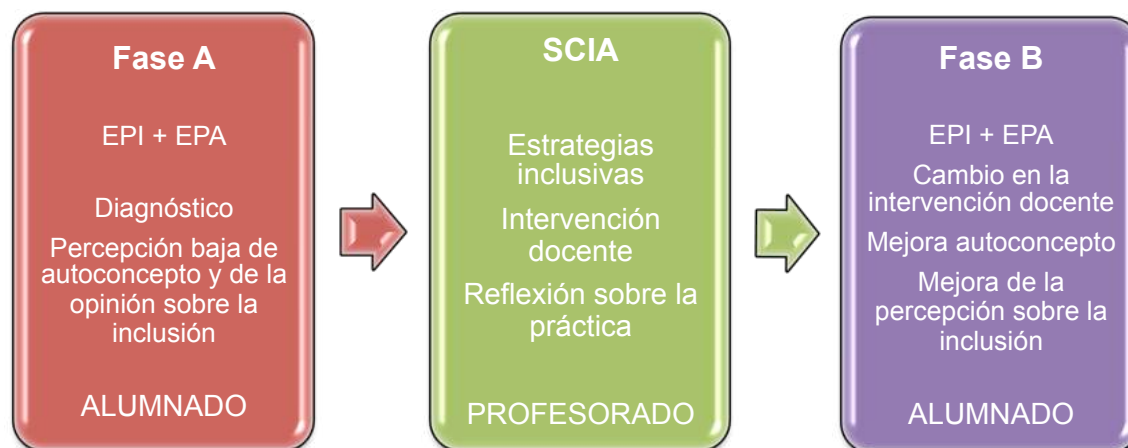 Fase A
EPI + EPA
Diagnóstico
Percepción baja de
autoconcepto y de la
opinión sobre la
inclusión
ALUMNADO
SCIA
Estrategias
inclusivas
Intervención
docente
Reflexión sobre la
práctica
PROFESORADO
Fase B
EPI + EPA
Cambio en la
intervención docente
Mejora autoconcepto
Mejora de la
percepción sobre la
inclusión
ALUMNADO